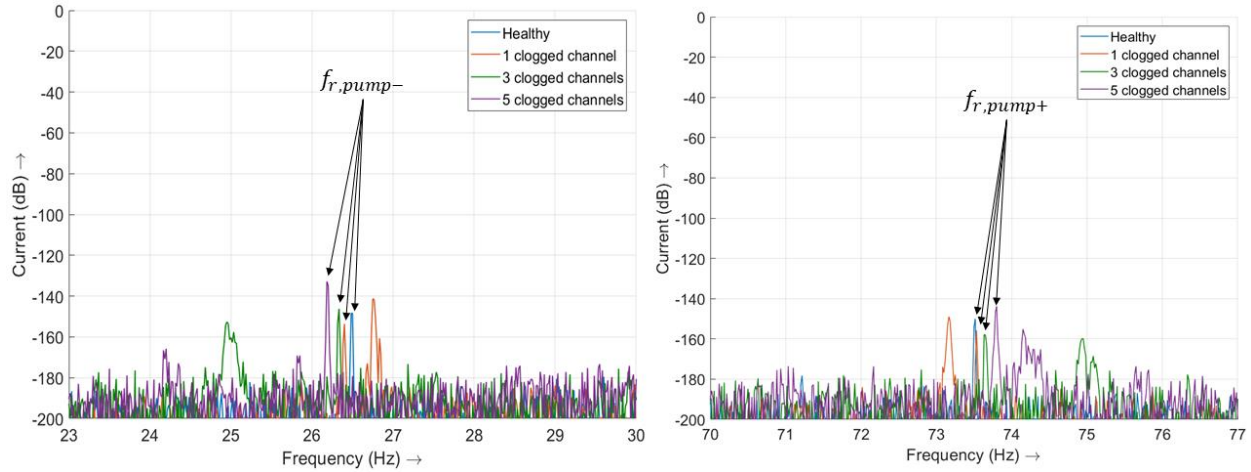 0
-20
-40
-60
-80
-100
-120
-140
-160
-180
-200
Current (dB) →
23 24 25 26 27 28 29 30
Frequency (Hz) →
Healthy
1 clogged channel
3 clogged channels
5 clogged channels
f_{r,pump−}
0
-20
-40
-60
-80
-100
-120
-140
-160
-180
-200
Current (dB) →
70 71 72 73 74 75 76 77
Frequency (Hz) →
Healthy
1 clogged channel
3 clogged channels
5 clogged channels
f_{r,pump+}